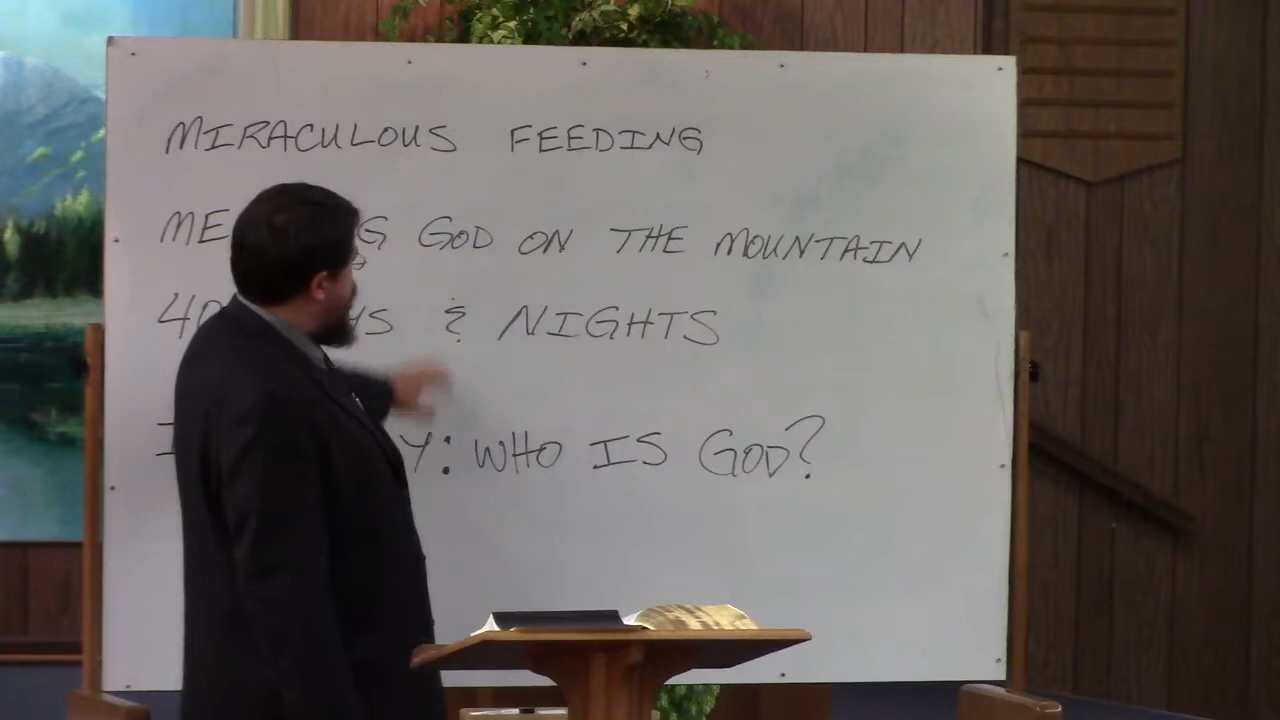 MIRACULOUS FEEDING
GOD ON THE MOUNTAIN
& NIGHTS
WHO IS GOD?